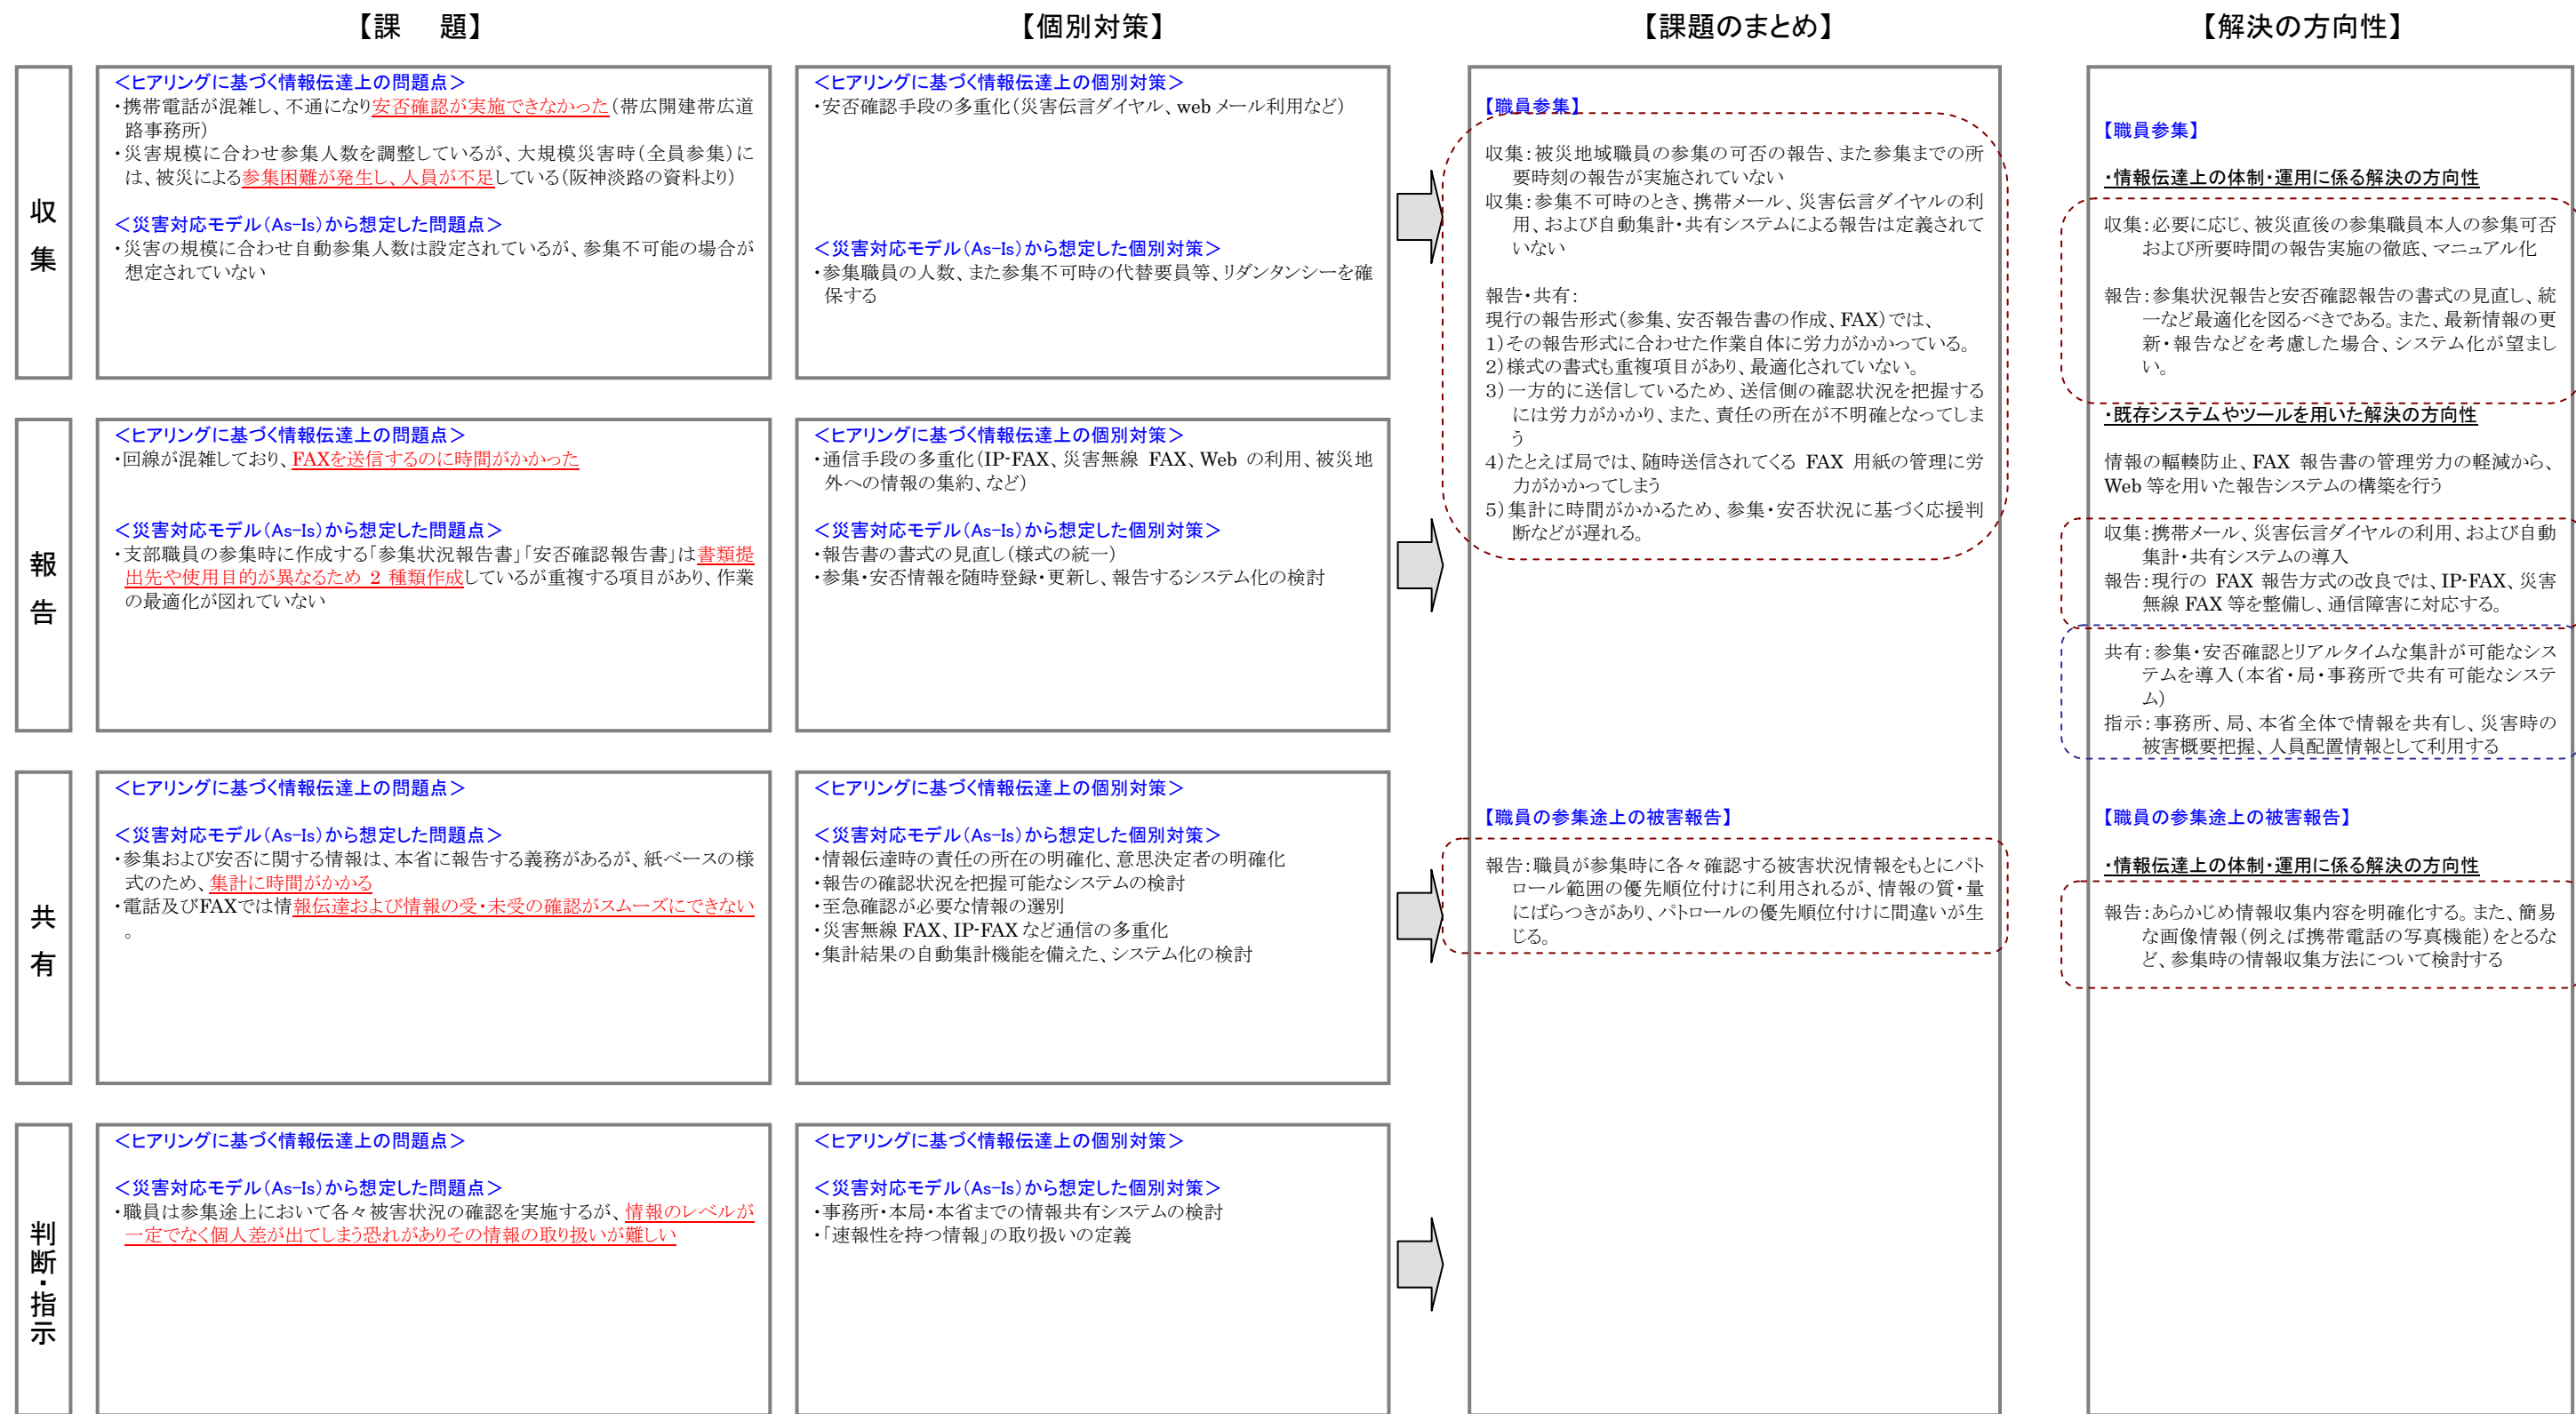 【課　題】
【個別対策】
【課題のまとめ】
【解決の方向性】
収集
＜ヒアリングに基づく情報伝達上の問題点＞
・携帯電話が混雑し、不通になり安否確認が実施できなかった(帯広開建帯広道
路事務所)
・災害規模に合わせ参集人数を調整しているが、大規模災害時(全員参集)に
は、被災による参集困難が発生し、人員が不足している(阪神淡路の資料より)
＜災害対応モデル(As-Is)から想定した問題点＞
・災害の規模に合わせ自動参集人数は設定されているが、参集不可能の場合が
想定されていない
＜ヒアリングに基づく情報伝達上の個別対策＞
・安否確認手段の多重化(災害伝言ダイヤル、webメール利用など)
＜災害対応モデル(As-Is)から想定した個別対策＞
・参集職員の人数、また参集不可時の代替要員等、リダンタンシーを確
保する
報告
＜ヒアリングに基づく情報伝達上の問題点＞
・回線が混雑しており、FAXを送信するのに時間がかかった
＜災害対応モデル(As-Is)から想定した問題点＞
・支部職員の参集時に作成する「参集状況報告書」「安否確認報告書」は書類提
出先や使用目的が異なるため 2 種類作成しているが重複する項目があり、作業
の最適化が図れていない
＜ヒアリングに基づく情報伝達上の個別対策＞
・通信手段の多重化(IP-FAX、災害無線 FAX、Web の利用、被災地
外への情報の集約、など)
＜災害対応モデル(As-Is)から想定した個別対策＞
・報告書の書式の見直し(様式の統一)
・参集・安否情報を随時登録・更新し、報告するシステム化の検討
共有
＜ヒアリングに基づく情報伝達上の問題点＞
＜災害対応モデル(As-Is)から想定した問題点＞
・参集および安否に関する情報は、本省に報告する義務があるが、紙ベースの様
式のため、集計に時間がかかる
・電話及びFAXでは情報伝達および情報の受・未受の確認がスムーズにできない
。
＜ヒアリングに基づく情報伝達上の個別対策＞
＜災害対応モデル(As-Is)から想定した個別対策＞
・情報伝達時の責任の所在の明確化、意思決定者の明確化
・報告の確認状況を把握可能なシステムの検討
・至急確認が必要な情報の選別
・災害無線 FAX、IP-FAX など通信の多重化
・集計結果の自動集計機能を備えた、システム化の検討
判断・指示
＜ヒアリングに基づく情報伝達上の問題点＞
＜災害対応モデル(As-Is)から想定した問題点＞
・職員は参集途上において各々被害状況の確認を実施するが、情報のレベルが
一定でなく個人差が出てしまう恐れがありその情報の取り扱いが難しい
＜ヒアリングに基づく情報伝達上の個別対策＞
＜災害対応モデル(As-Is)から想定した個別対策＞
・事務所・本局・本省までの情報共有システムの検討
・「速報性を持つ情報」の取り扱いの定義
【職員参集】
収集：被災地域職員の参集の可否の報告、また参集までの所
要時刻の報告が実施されていない
収集：参集不可時のとき、携帯メール、災害伝言ダイヤルの利
用、および自動集計・共有システムによる報告は定義されて
いない
報告・共有：
現行の報告形式(参集、安否報告書の作成、FAX)では、
1)その報告形式に合わせた作業自体に労力がかかっている。
2)様式の書式も重複項目があり、最適化されていない。
3)一方的に送信しているため、送信側の確認状況を把握する
には労力がかかり、また、責任の所在が不明確となってしま
う
4)たとえば局では、随時送信されてくる FAX 用紙の管理に労
力がかかってしまう
5)集計に時間がかかるため、参集・安否状況に基づく応援判
断などが遅れる。
【職員の参集途上の被害報告】
報告：職員が参集時に各々確認する被害状況情報をもとにパト
ロール範囲の優先順位付けに利用されるが、情報の質・量
にばらつきがあり、パトロールの優先順位付けに間違いが生
じる。
【職員参集】
・情報伝達上の体制・運用に係る解決の方向性
収集：必要に応じ、被災直後の参集職員本人の参集可否
および所要時間の報告実施の徹底、マニュアル化
報告：参集状況報告と安否確認報告の書式の見直し、統
一など最適化を図るべきである。また、最新情報の更
新・報告などを考慮した場合、システム化が望まし
い。
・既存システムやツールを用いた解決の方向性
情報の輻輳防止、FAX 報告書の管理労力の軽減から、
Web 等を用いた報告システムの構築を行う
収集：携帯メール、災害伝言ダイヤルの利用、および自動
集計・共有システムの導入
報告：現行の FAX 報告方式の改良では、IP-FAX、災害
無線 FAX 等を整備し、通信障害に対応する。
共有：参集・安否確認とリアルタイムな集計が可能なシス
テムを導入(本省・局・事務所で共有可能なシステ
ム)
指示：事務所、局、本省全体で情報を共有し、災害時の
被害概要把握、人員配置情報として利用する
【職員の参集途上の被害報告】
・情報伝達上の体制・運用に係る解決の方向性
報告：あらかじめ情報収集内容を明確化する。また、簡易
な画像情報(例えば携帯電話の写真機能)をとるな
ど、参集時の情報収集方法について検討する